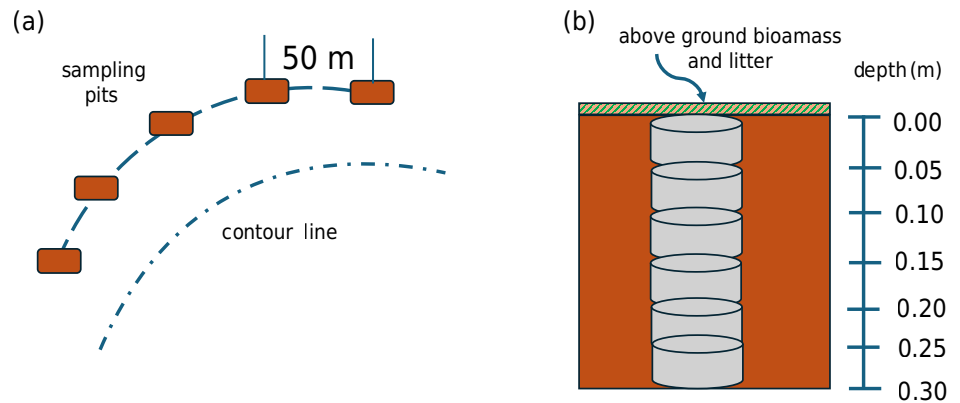 (a)
50 m
sampling
pits
contour line
(b)
above ground bioamass
and litter
depth (m)
0.00
0.05
0.10
0.15
0.20
0.25
0.30